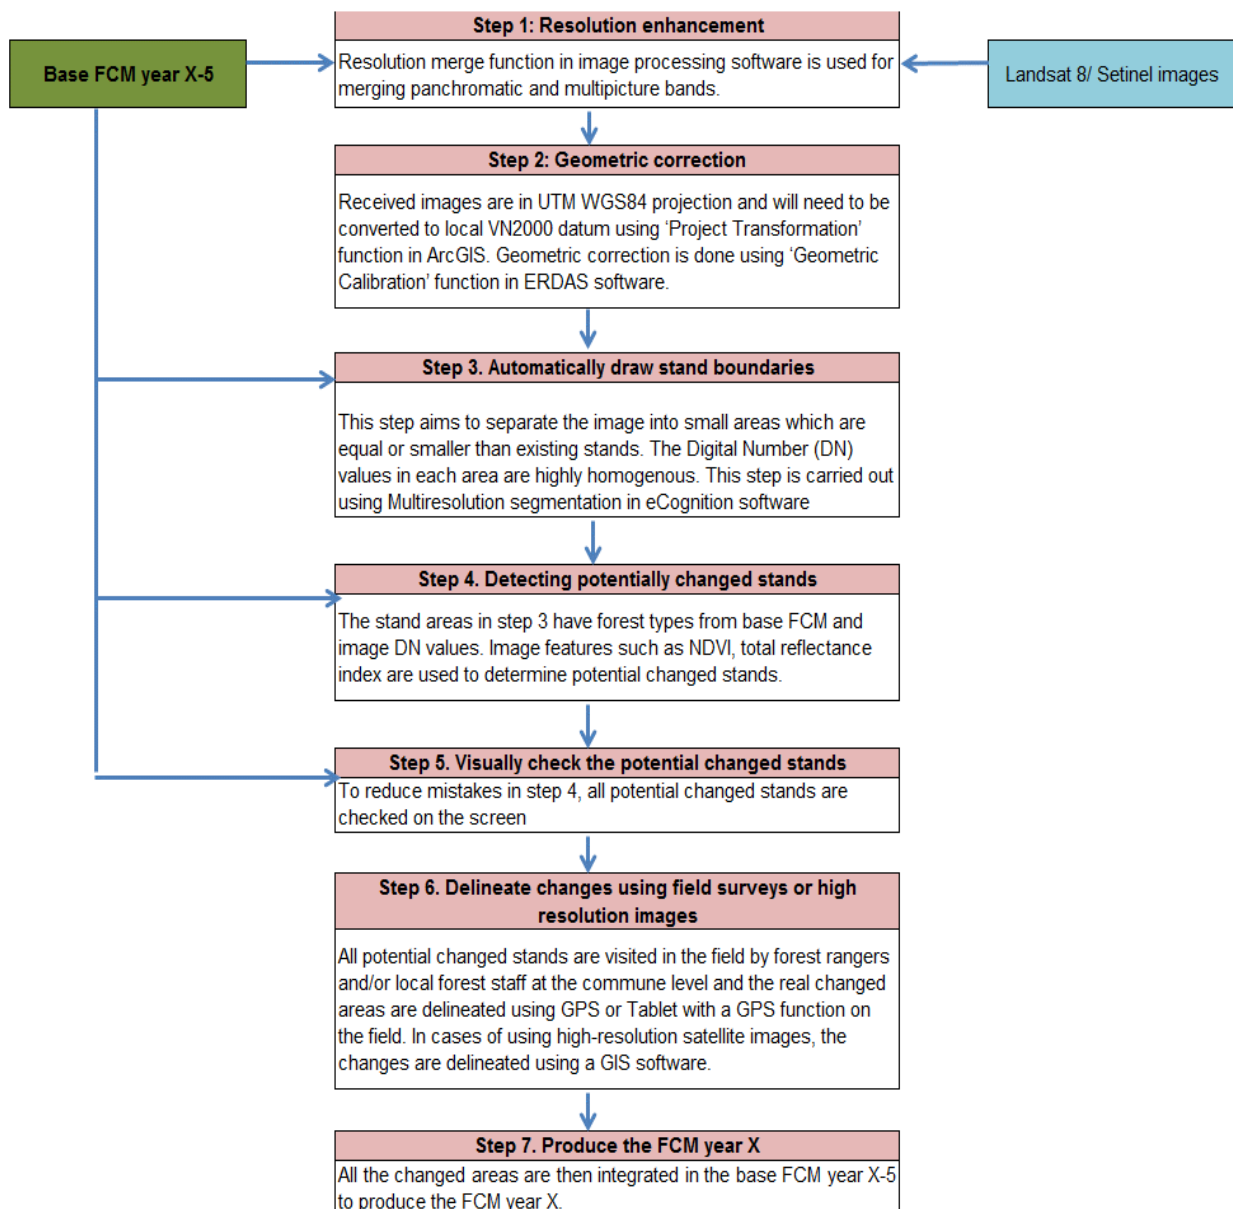 Step 1: Resolution enhancement
Base FCM year X-5
Resolution merge function in image processing software is used for
merging panchromatic and multipicture bands.
Landsat 8/ Setinel images
Step 2: Geometric correction
Received images are in UTM WGS84 projection and will need to be
converted to local VN2000 datum using ‘Project Transformation’
function in ArcGIS. Geometric correction is done using ‘Geometric
Calibration’ function in ERDAS software.
Step 3. Automatically draw stand boundaries
This step aims to separate the image into small areas which are
equal or smaller than existing stands. The Digital Number (DN)
values in each area are highly homogenous. This step is carried out
using Multiresolution segmentation in eCognition software
Step 4. Detecting potentially changed stands
The stand areas in step 3 have forest types from base FCM and
image DN values. Image features such as NDVI, total reflectance
index are used to determine potential changed stands.
Step 5. Visually check the potential changed stands
To reduce mistakes in step 4, all potential changed stands are
checked on the screen
Step 6. Delineate changes using field surveys or high
resolution images
All potential changed stands are visited in the field by forest rangers
and/or local forest staff at the commune level and the real changed
areas are delineated using GPS or Tablet with a GPS function on
the field. In cases of using high-resolution satellite images, the
changes are delineated using a GIS software.
Step 7. Produce the FCM year X
All the changed areas are then integrated in the base FCM year X-5
to produce the FCM year X.